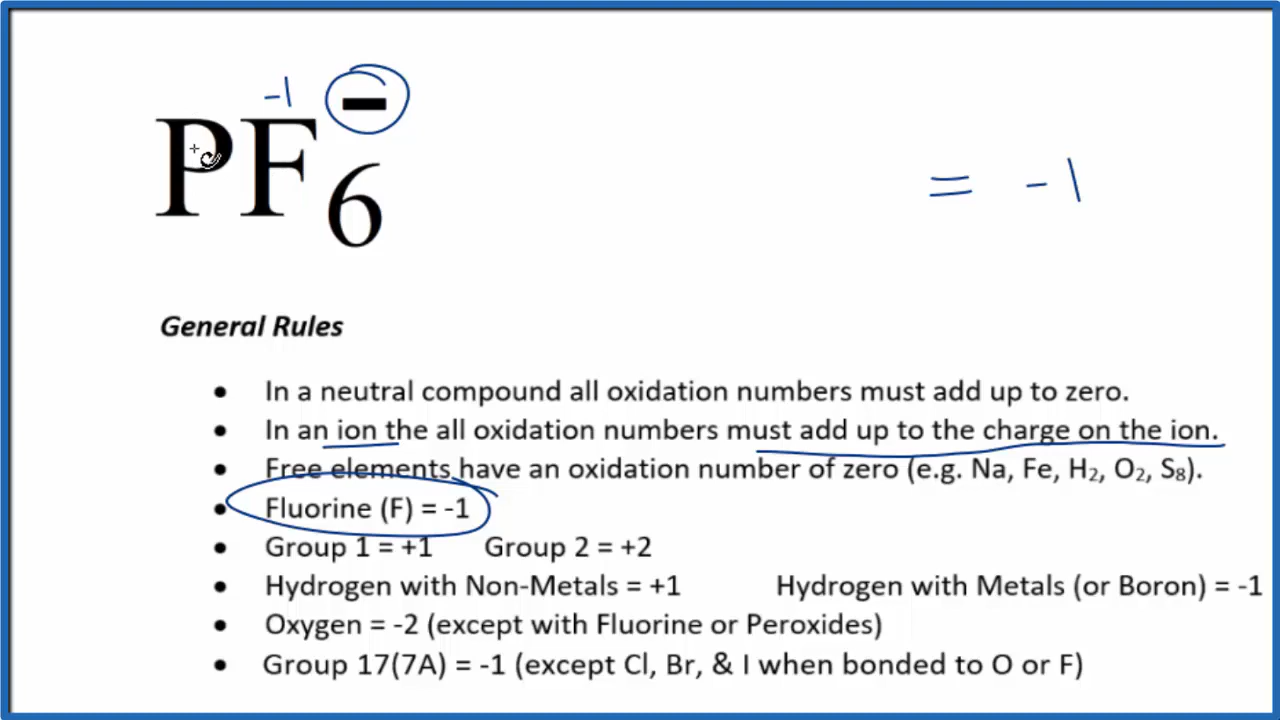 -1 −
PF6
= -1
General Rules
• In a neutral compound all oxidation numbers must add up to zero.
• In an ion the all oxidation numbers must add up to the charge on the ion.
• Free elements have an oxidation number of zero (e.g. Na, Fe, H₂, O₂, S₈).
• Fluorine (F) = -1
• Group 1 = +1 Group 2 = +2
• Hydrogen with Non-Metals = +1 Hydrogen with Metals (or Boron) = -1
• Oxygen = -2 (except with Fluorine or Peroxides)
• Group 17(7A) = -1 (except Cl, Br, & I when bonded to O or F)